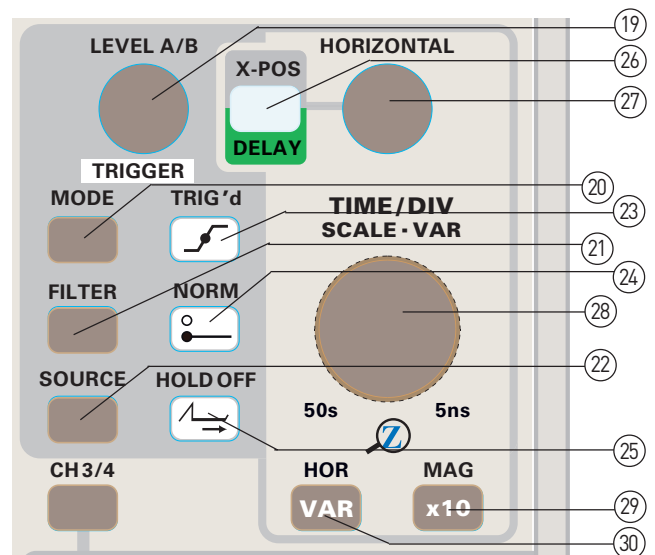 LEVEL A/B
HORIZONTAL
19
X-POS
26
27
DELAY
TRIGGER
MODE
TRIG'd
20
TIME/DIV
23
SCALE · VAR
21
FILTER
NORM
24
28
SOURCE
HOLD OFF
22
50s
5ns
Z
25
CH 3/4
HOR
MAG
VAR
x10
29
30